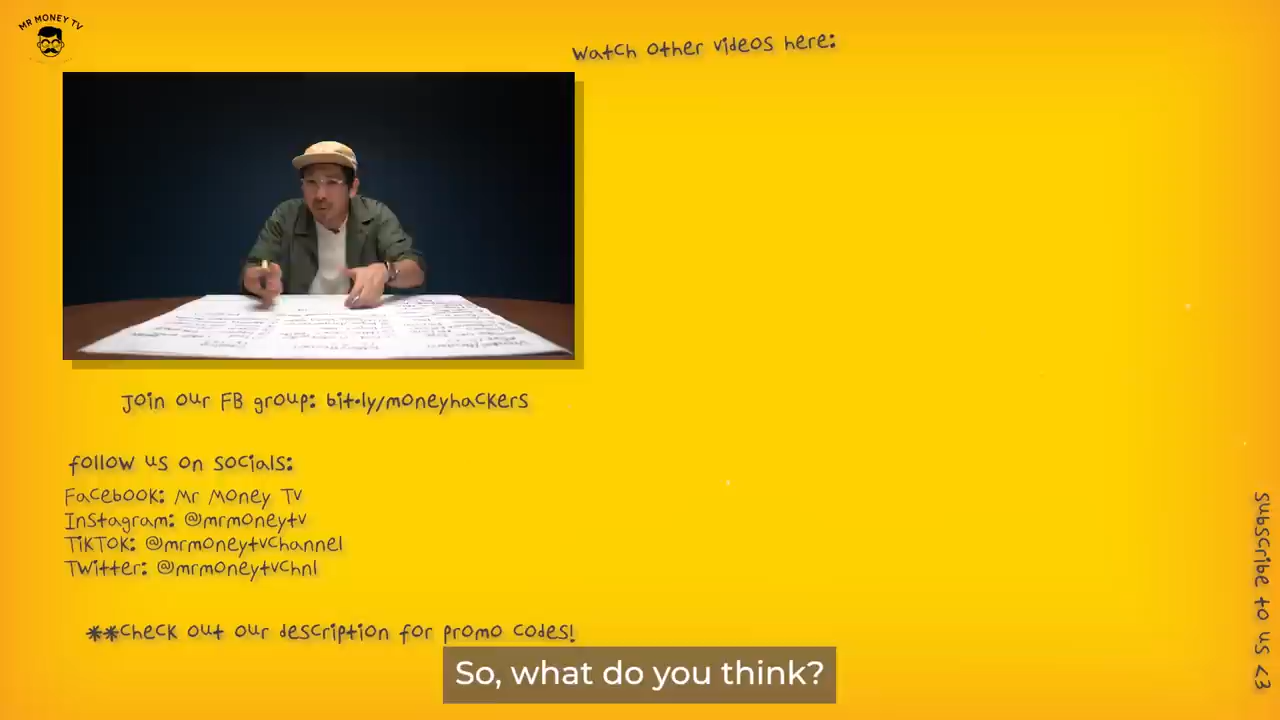 MR MONEY TV
Watch other videos here:
Join our FB group: bit.ly/moneyhackers
follow us on socials:
Facebook: Mr Money TV
Instagram: @mrmoneytv
TikTok: @mrmoneytvchannel
Twitter: @mrmoneytvchnl
**check out our description for promo codes!
So, what do you think?
subscribe to us <3